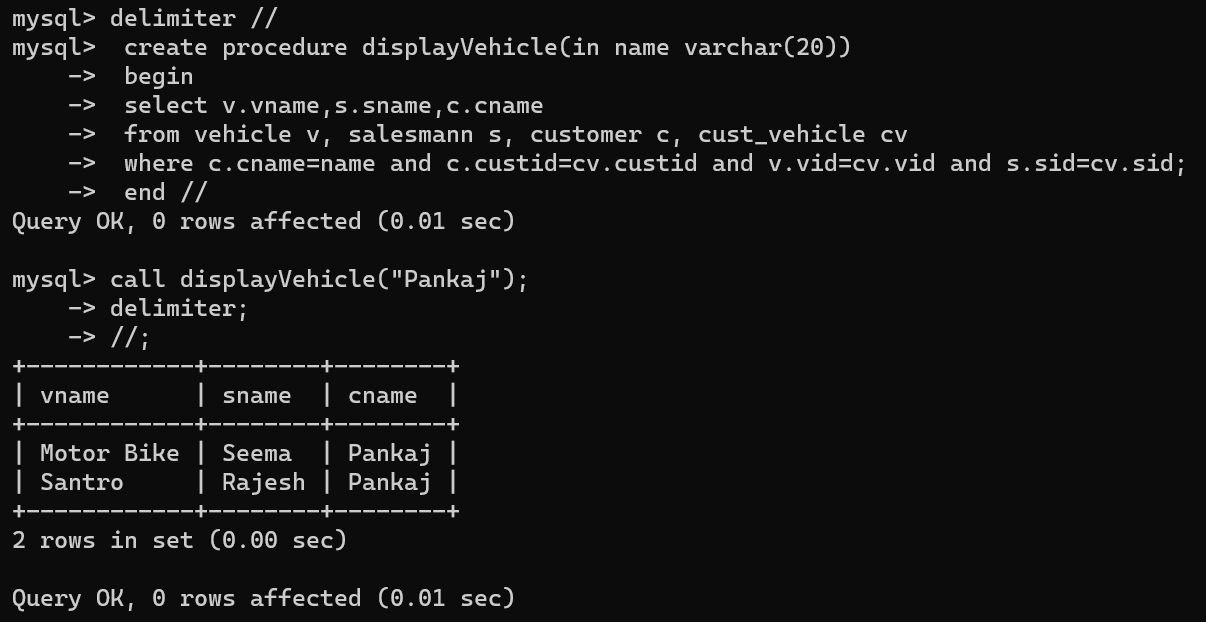 mysql> delimiter //
mysql>  create procedure displayVehicle(in name varchar(20))
    ->  begin
    ->  select v.vname,s.sname,c.cname
    ->  from vehicle v, salesmann s, customer c, cust_vehicle cv
    ->  where c.cname=name and c.custid=cv.custid and v.vid=cv.vid and s.sid=cv.sid;
    ->  end //
Query OK, 0 rows affected (0.01 sec)

mysql> call displayVehicle("Pankaj");
    -> delimiter;
    -> //;
+------------+--------+--------+
| vname      | sname  | cname  |
+------------+--------+--------+
| Motor Bike | Seema  | Pankaj |
| Santro     | Rajesh | Pankaj |
+------------+--------+--------+
2 rows in set (0.00 sec)

Query OK, 0 rows affected (0.01 sec)